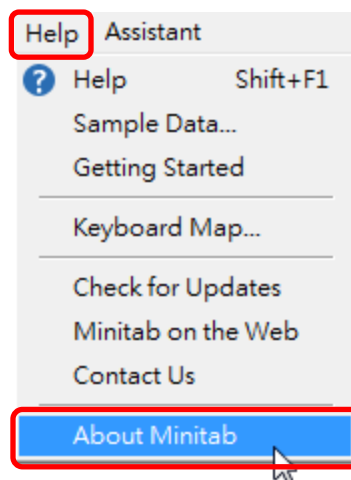 Help Assistant
Help Shift+F1
Sample Data...
Getting Started
Keyboard Map...
Check for Updates
Minitab on the Web
Contact Us
About Minitab